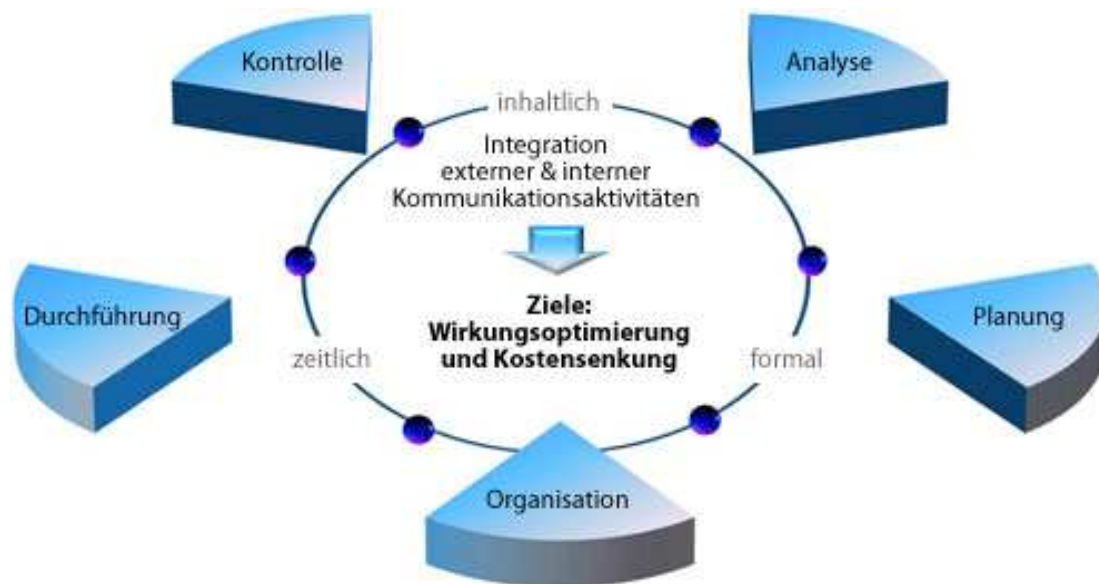 Kontrolle
Analyse
inhaltlich
Integration
externer & interner
Kommunikationsaktivitäten
Ziele:
Wirkungsoptimierung
und Kostensenkung
Durchführung
Planung
zeitlich
formal
Organisation